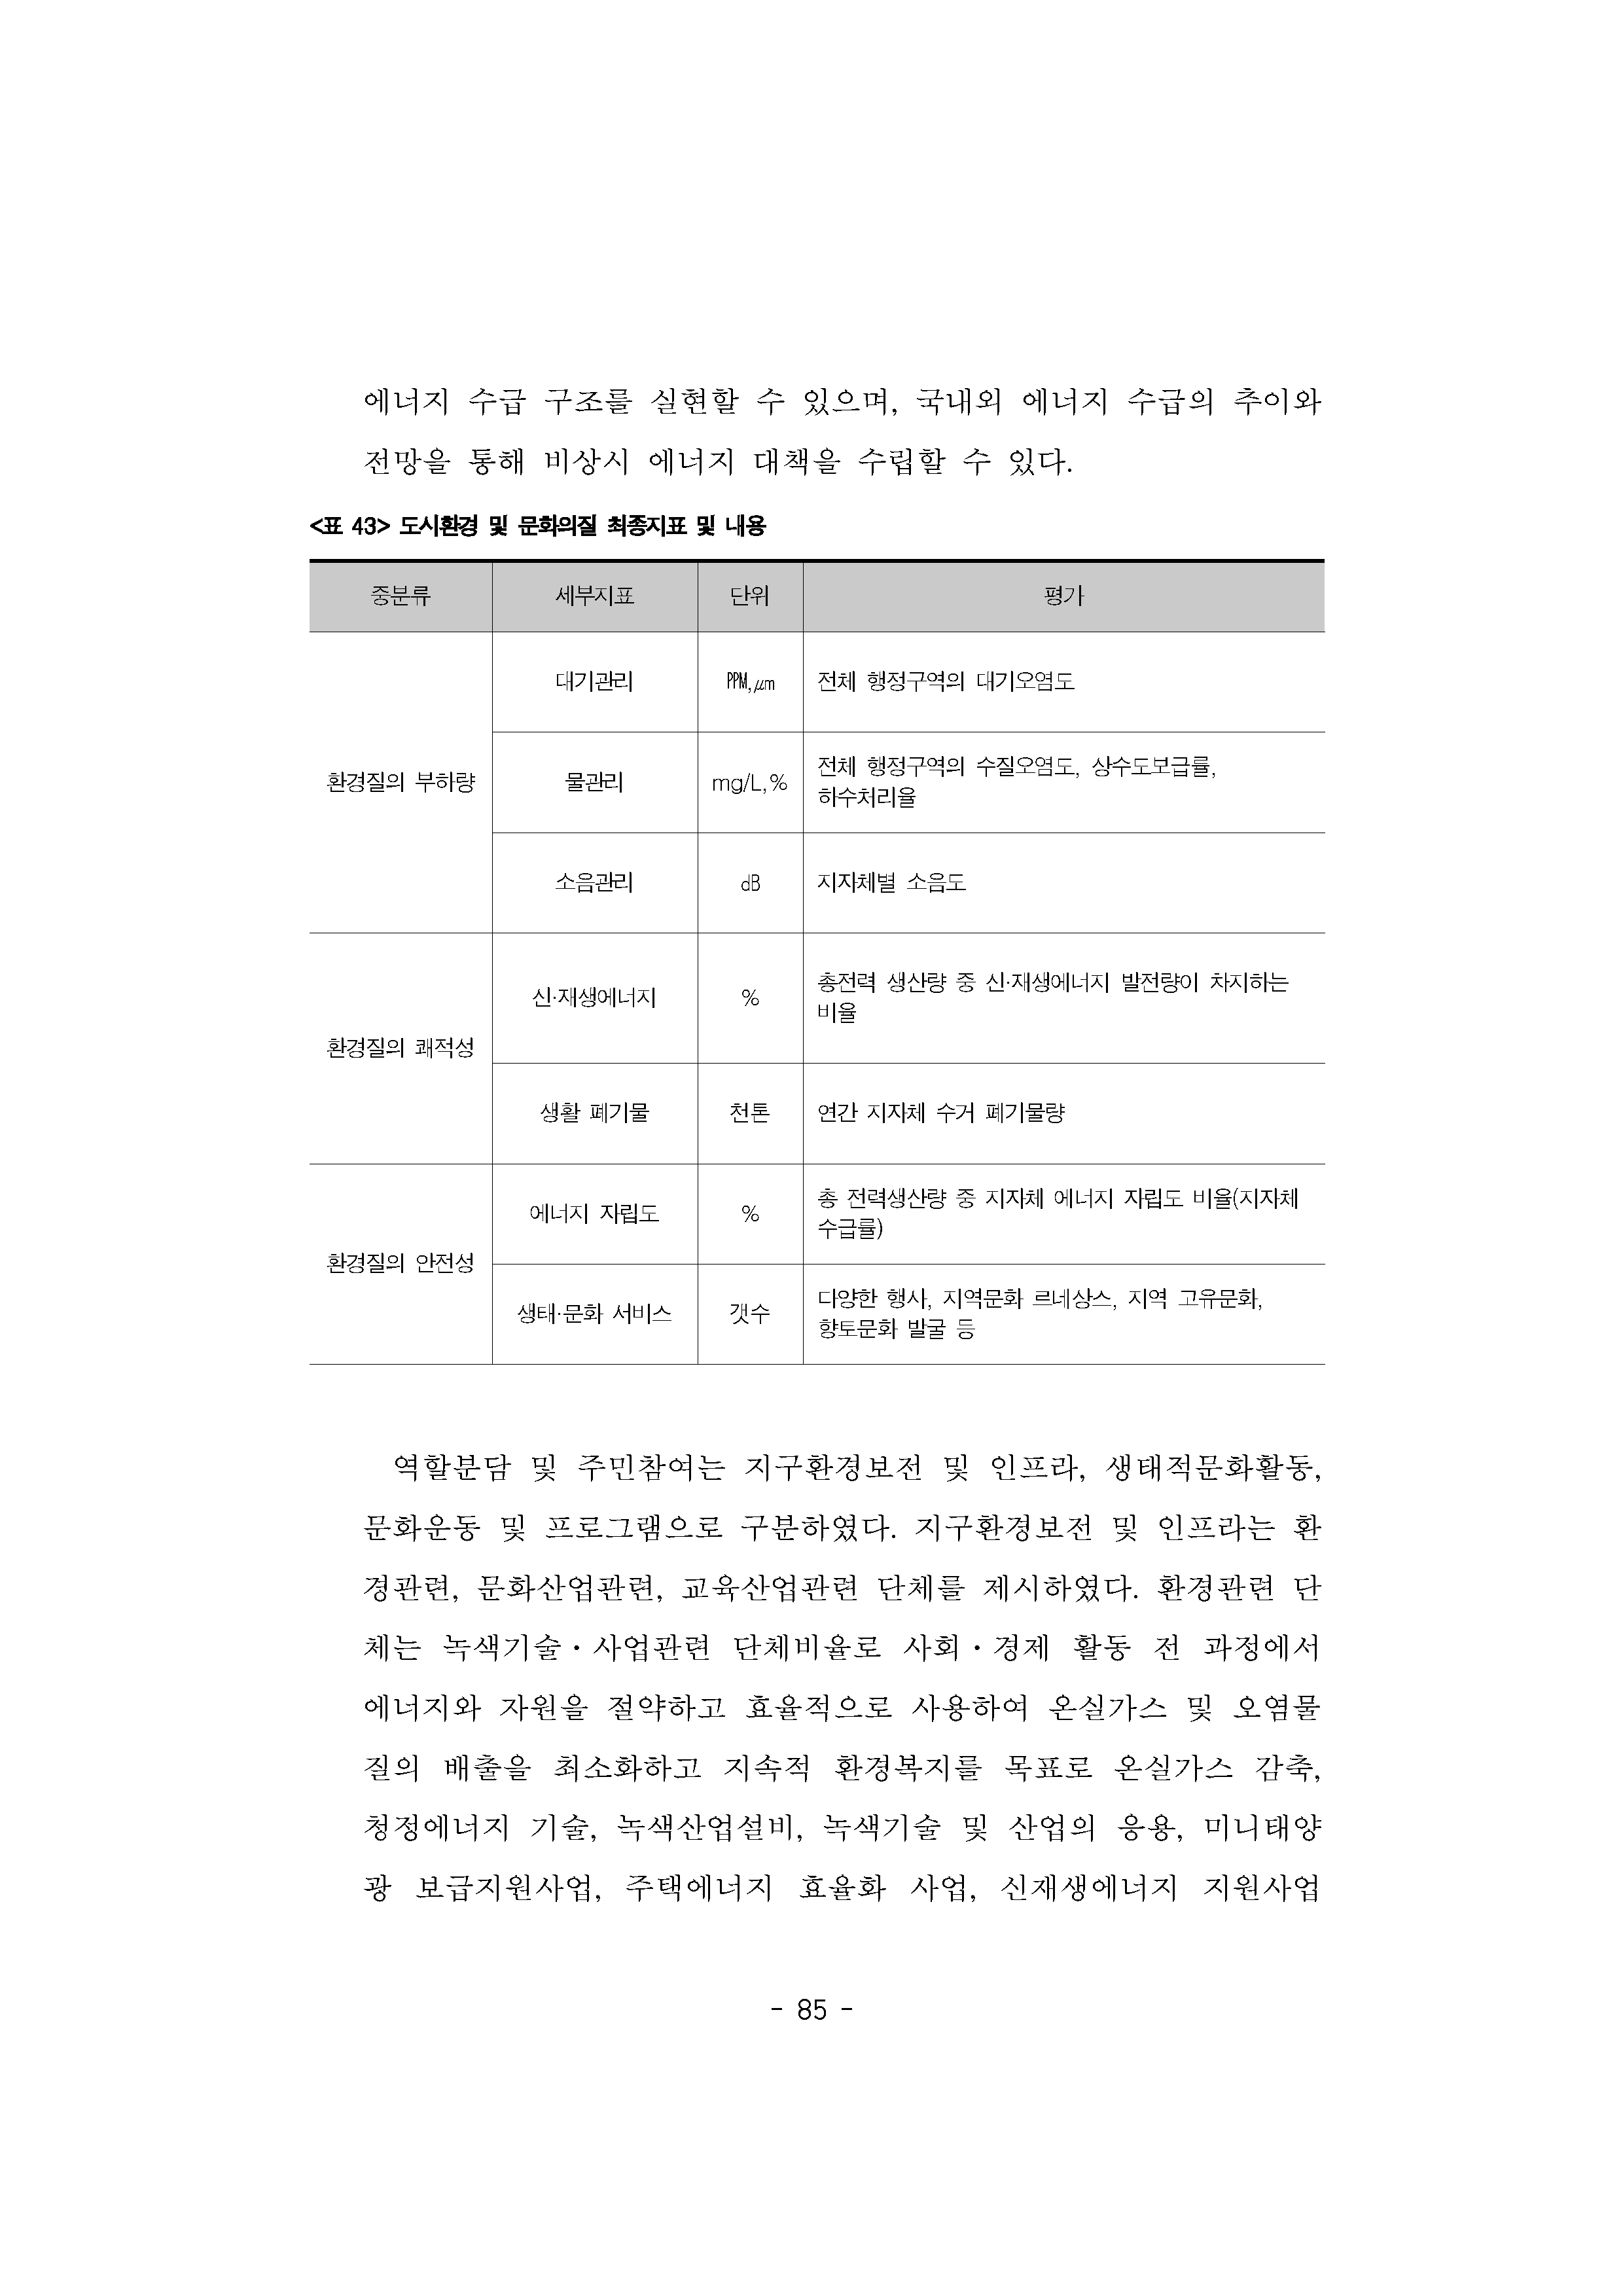 에너지 수급 구조를 실현할 수 있으며, 국내외 에너지 수급의 추이와
전망을 통해 비상시 에너지 대책을 수립할 수 있다.
<표 43> 도시환경 및 문화의질 최종지표 및 내용
중분류 세부지표 단위 평가
환경질의 부하량
대기관리 PPM,㎛ 전체 행정구역의 대기오염도
물관리 mg/L,% 전체 행정구역의 수질오염도, 상수도보급률,
하수처리율
소음관리 dB 지자체별 소음도
환경질의 쾌적성
신·재생에너지 % 총전력 생산량 중 신·재생에너지 발전량이 차지하는
비율
생활 폐기물 천톤 연간 지자체 수거 폐기물량
환경질의 안전성
에너지 자립도 % 총 전력생산량 중 지자체 에너지 자립도 비율(지자체
수급률)
생태·문화 서비스 갯수 다양한 행사, 지역문화 르네상스, 지역 고유문화,
향토문화 발굴 등
역할분담 및 주민참여는 지구환경보전 및 인프라, 생태적문화활동,
문화운동 및 프로그램으로 구분하였다. 지구환경보전 및 인프라는 환
경관련, 문화산업관련, 교육산업관련 단체를 제시하였다. 환경관련 단
체는 녹색기술·사업관련 단체비율로 사회·경제 활동 전 과정에서
에너지와 자원을 절약하고 효율적으로 사용하여 온실가스 및 오염물
질의 배출을 최소화하고 지속적 환경복지를 목표로 온실가스 감축,
청정에너지 기술, 녹색산업설비, 녹색기술 및 산업의 응용, 미니태양
광 보급지원사업, 주택에너지 효율화 사업, 신재생에너지 지원사업
- 85 -